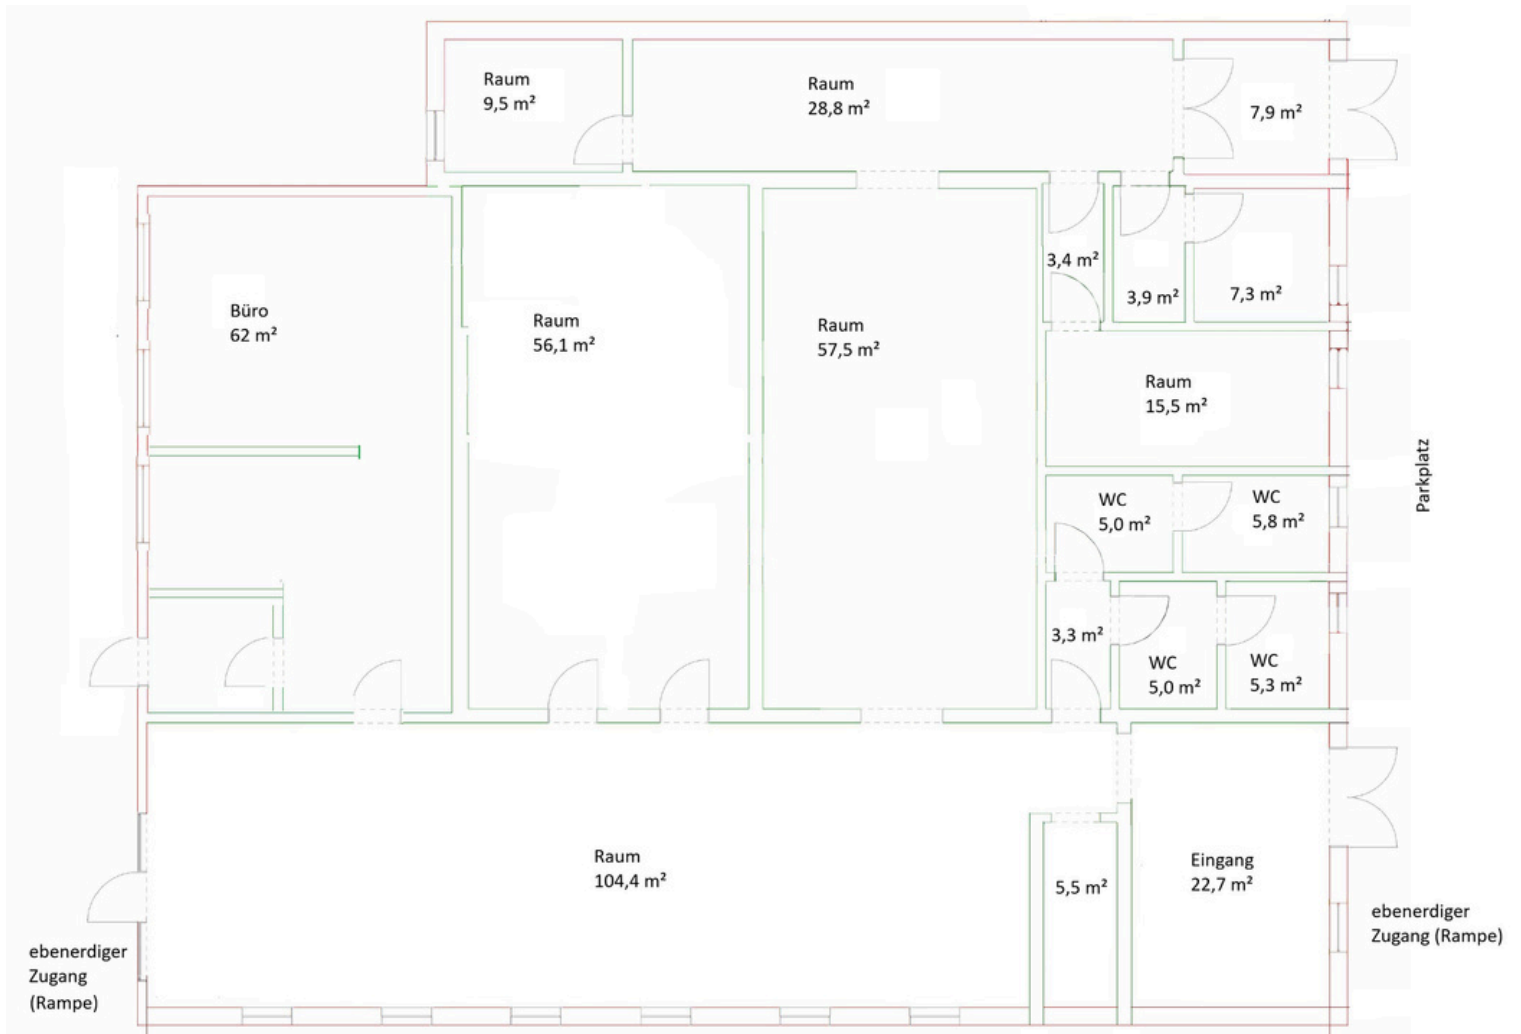 Raum
9,5 m²
Raum
28,8 m²
7,9 m²
Büro
62 m²
Raum
56,1 m²
Raum
57,5 m²
3,4 m²
3,9 m²
7,3 m²
Raum
15,5 m²
Parkplatz
WC
5,0 m²
WC
5,8 m²
3,3 m²
WC
5,0 m²
WC
5,3 m²
Raum
104,4 m²
5,5 m²
Eingang
22,7 m²
ebenerdiger
Zugang (Rampe)
ebenerdiger
Zugang
(Rampe)